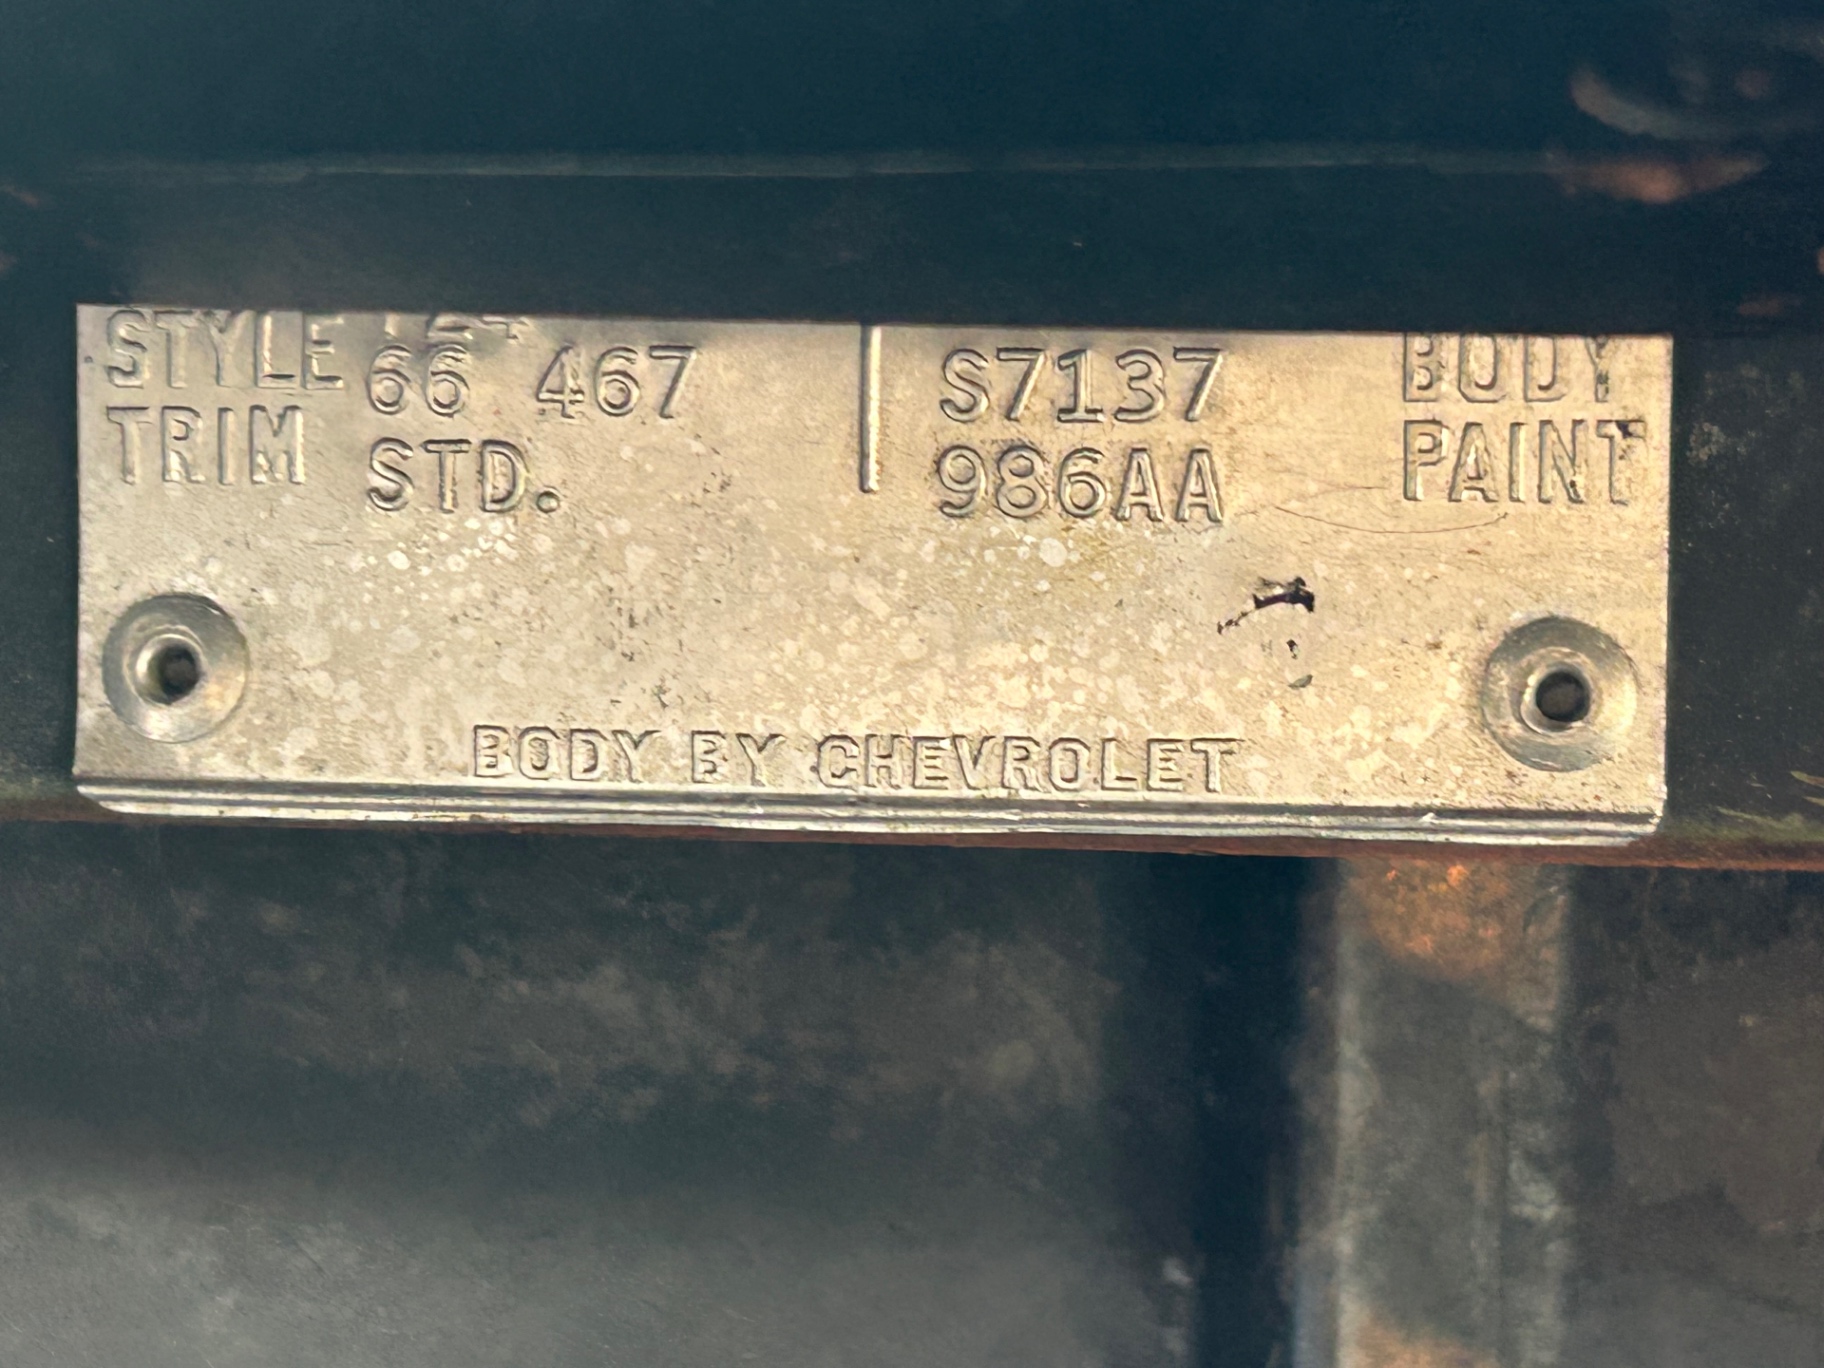 STYLE 66 467 S7137 BODY
TRIM STD. 986AA PAINT
BODY BY CHEVROLET